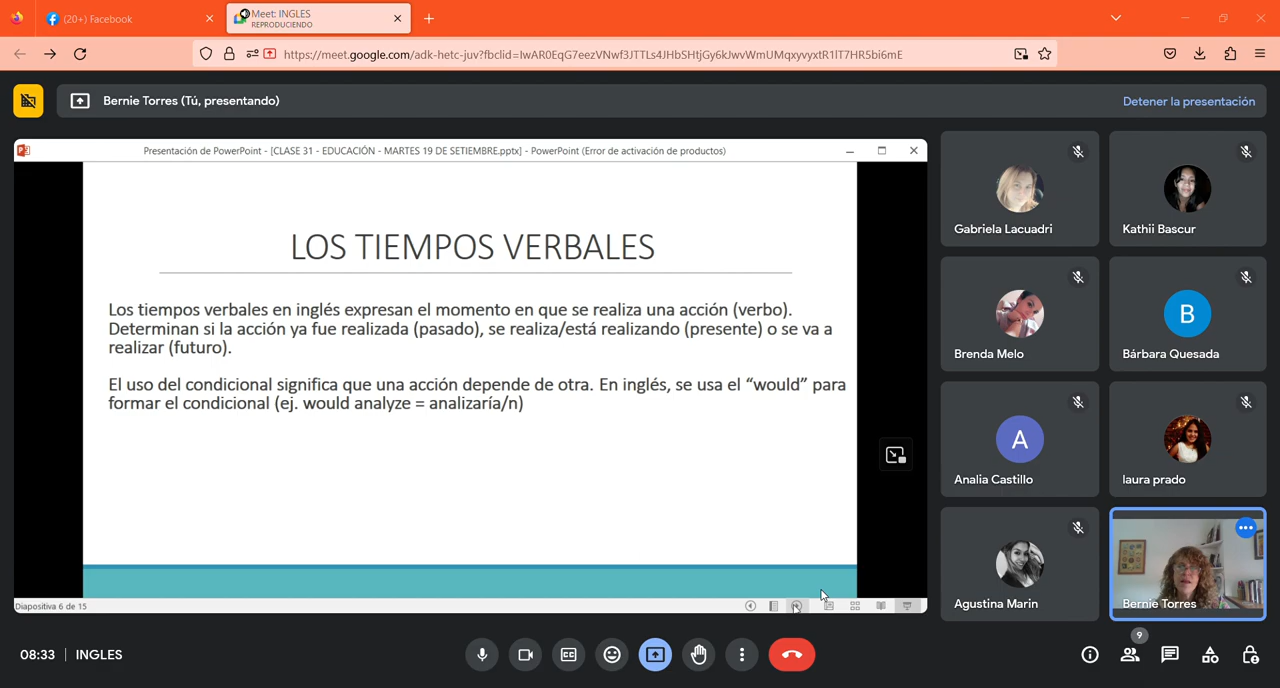 (20+) Facebook
Meet: INGLES
REPRODUCIENDO
https://meet.google.com/adk-hetc-juv?fbclid=IwAR0EqG7eezVNwf3JTTLs4JHbSHtjGy6kJwvWmUMqxyvyxtR1lT7HR5bi6mE
Bernie Torres (Tú, presentando)
Detener la presentación
Presentación de PowerPoint - [CLASE 31 - EDUCACIÓN - MARTES 19 DE SETIEMBRE.pptx] - PowerPoint (Error de activación de productos)
LOS TIEMPOS VERBALES
Los tiempos verbales en inglés expresan el momento en que se realiza una acción (verbo).
Determinan si la acción ya fue realizada (pasado), se realiza/está realizando (presente) o se va a
realizar (futuro).
El uso del condicional significa que una acción depende de otra. En inglés, se usa el “would” para
formar el condicional (ej. would analyze = analizaría/n)
Diapositiva 6 de 15
Gabriela Lacuadri
Kathii Bascur
Brenda Melo
B
Bárbara Quesada
A
Analia Castillo
laura prado
Agustina Marin
Bernie Torres
08:33
INGLES
9